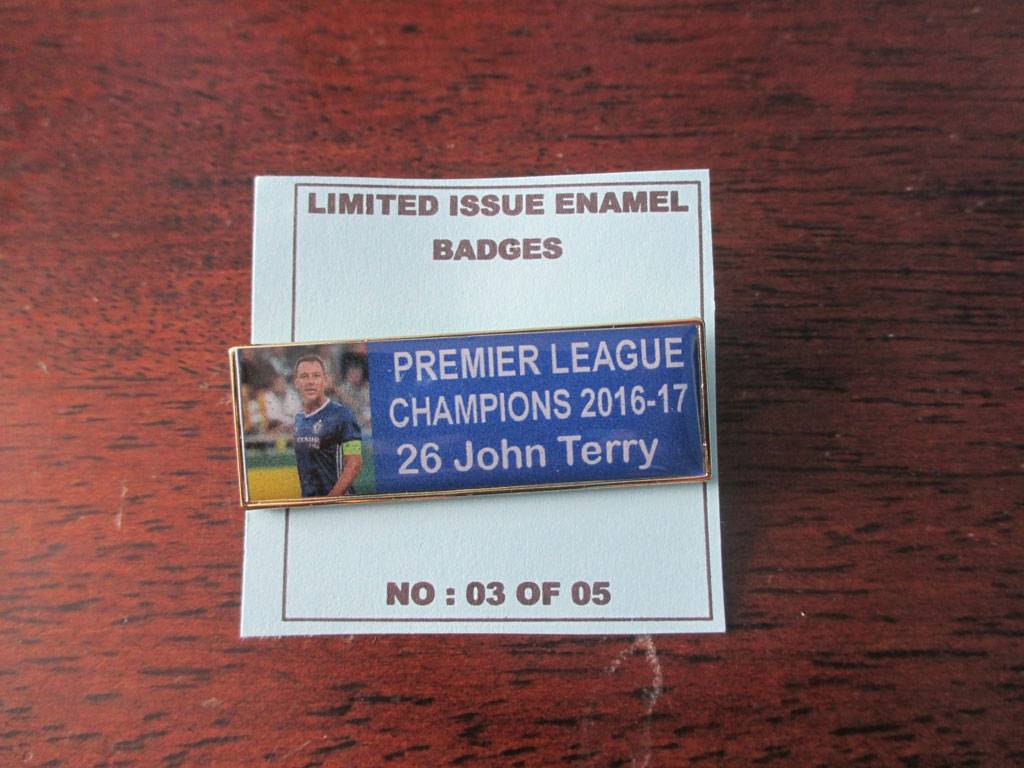 LIMITED ISSUE ENAMEL
BADGES
PREMIER LEAGUE
CHAMPIONS 2016-17
26 John Terry
NO : 03 OF 05